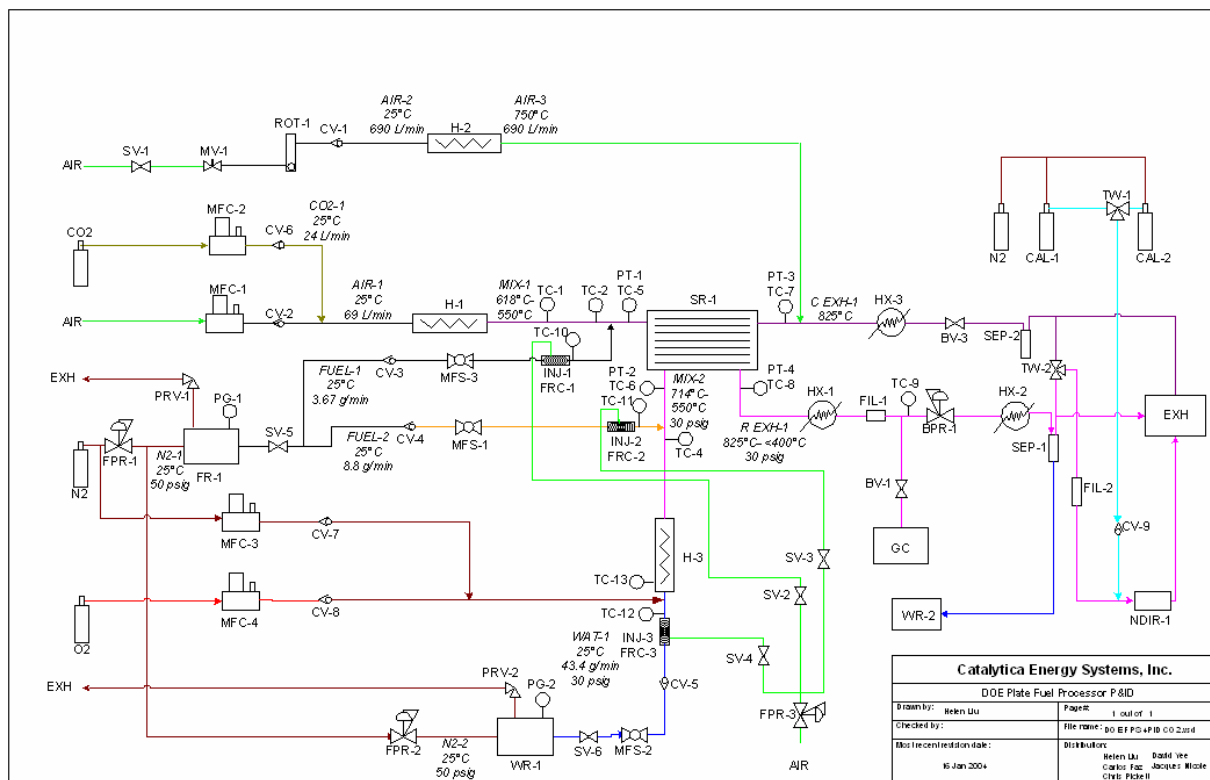 AIR-2
25°C
690 L/min
AIR-3
750°C
690 L/min
ROT-1
CV-1
H-2
SV-1
MV-1
AIR
TW-1
N2
CAL-1
CAL-2
MFC-2
CO2-1
25°C
24 L/min
CO2
CV-6
MFC-1
AIR-1
25°C
69 L/min
MIX-1
618°C-
550°C
TC-1
TC-2
PT-1
TC-5
SR-1
PT-3
TC-7
C EXH-1
825°C
HX-3
AIR
CV-2
H-1
TC-10
BV-3
SEP-2
TW-2
FUEL-1
25°C
3.67 g/min
CV-3
MFS-3
INJ-1
FRC-1
PT-2
TC-6
MIX-2
714°C-
550°C
30 psig
PT-4
TC-8
EXH
PRV-1
PG-1
TC-11
HX-1
FIL-1
TC-9
HX-2
EXH
SV-5
FUEL-2
25°C
8.8 g/min
CV-4
MFS-1
INJ-2
FRC-2
TC-4
R EXH-1
825°C- <400°C
30 psig
BPR-1
SEP-1
FPR-1
N2-1
25°C
50 psig
FR-1
N2
BV-1
FIL-2
MFC-3
CV-7
H-3
GC
CV-9
SV-3
TC-13
SV-2
MFC-4
CV-8
TC-12
WR-2
NDIR-1
O2
WAT-1
25°C
43.4 g/min
30 psig
INJ-3
FRC-3
SV-4
EXH
PRV-2
PG-2
CV-5
FPR-3
FPR-2
N2-2
25°C
50 psig
WR-1
SV-6
MFS-2
AIR
Catalytica Energy Systems, Inc.
DOE Plate Fuel Processor P&ID
Drawn by: Helen Liu
Page#: 1 out of 1
Checked by:
File name:
Most recent revision date:
16 Jan 2004
Distribution:
Helen Liu David Yee
Carlos Faz Jacques Nicole
Chris Pickell